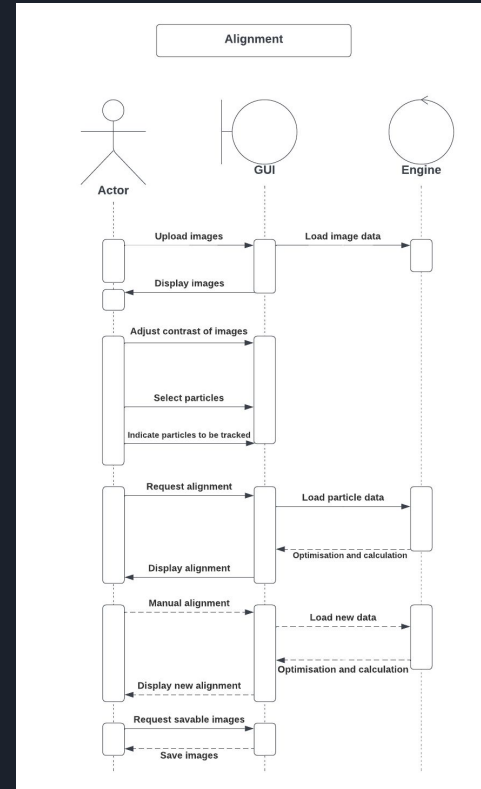 Alignment
GUI
Engine
Actor
Upload images
Load image data
Display images
Adjust contrast of images
Select particles
Indicate particles to be tracked
Request alignment
Load particle data
Optimisation and calculation
Display alignment
Manual alignment
Load new data
Optimisation and calculation
Display new alignment
Request savable images
Save images